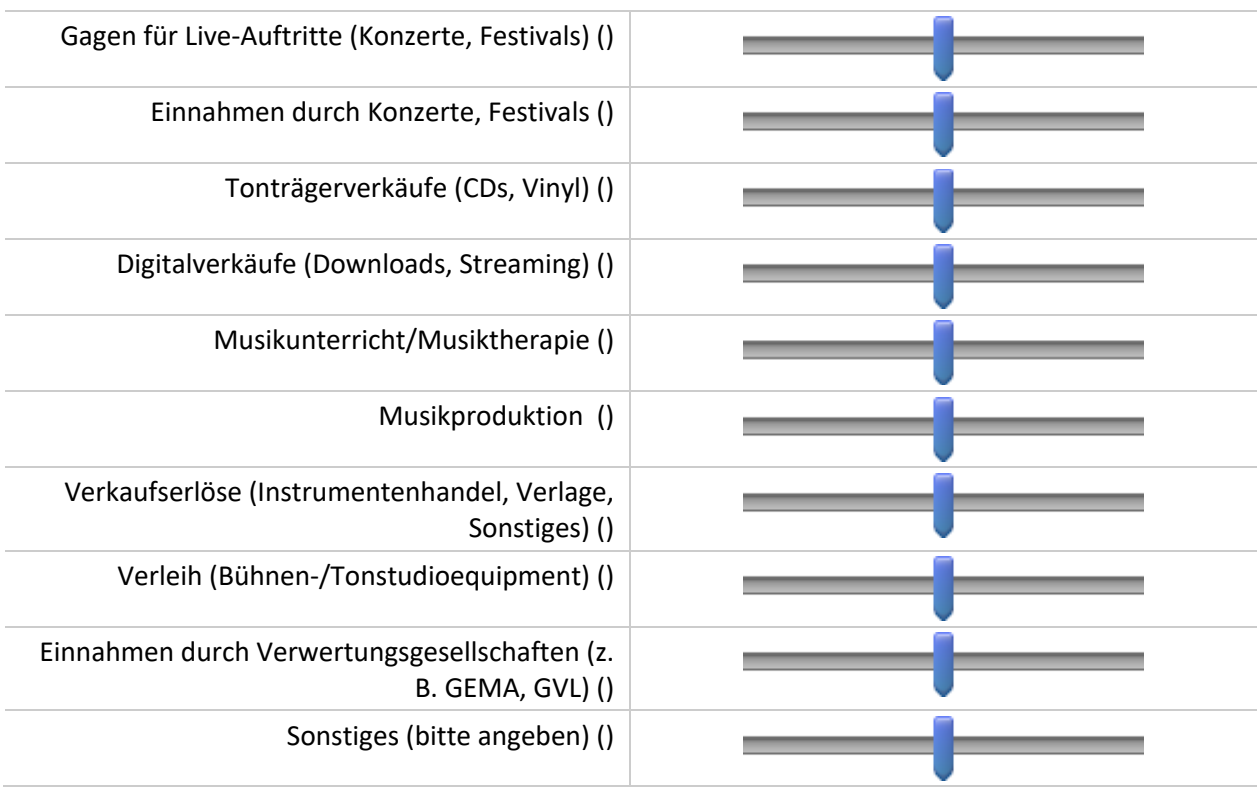 Gagen für Live-Auftritte (Konzerte, Festivals) ()
Einnahmen durch Konzerte, Festivals ()
Tonträgerverkäufe (CDs, Vinyl) ()
Digitalverkäufe (Downloads, Streaming) ()
Musikunterricht/Musiktherapie ()
Musikproduktion  ()
Verkaufserlöse (Instrumentenhandel, Verlage,
Sonstiges) ()
Verleih (Bühnen-/Tonstudioequipment) ()
Einnahmen durch Verwertungsgesellschaften (z.
B. GEMA, GVL) ()
Sonstiges (bitte angeben) ()